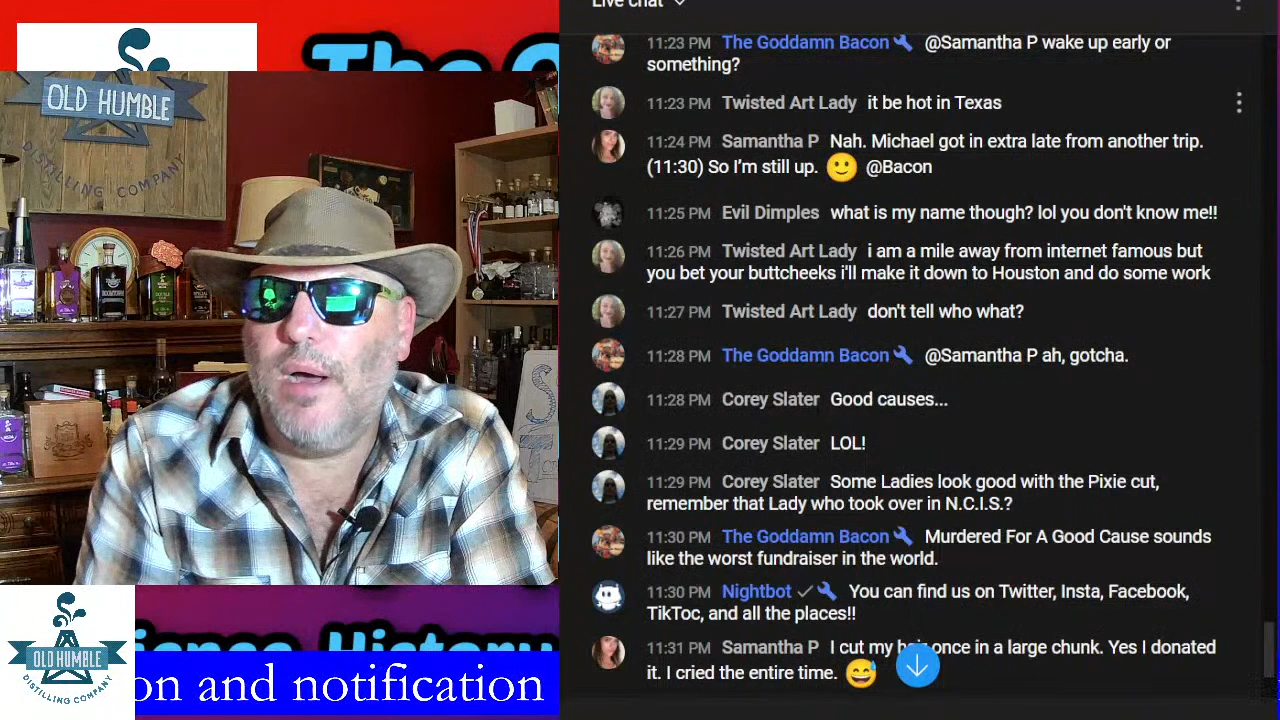 The
OLD HUMBLE
DISTILLING COMPANY
Live chat
11:23 PM The Goddamn Bacon @Samantha P wake up early or
something?
11:23 PM Twisted Art Lady it be hot in Texas
11:24 PM Samantha P Nah. Michael got in extra late from another trip.
(11:30) So I’m still up. 🙂 @Bacon
11:25 PM Evil Dimples what is my name though? lol you don't know me!!
11:26 PM Twisted Art Lady i am a mile away from internet famous but
you bet your buttcheeks i'll make it down to Houston and do some work
11:27 PM Twisted Art Lady don't tell who what?
11:28 PM The Goddamn Bacon @Samantha P ah, gotcha.
11:28 PM Corey Slater Good causes...
11:29 PM Corey Slater LOL!
11:29 PM Corey Slater Some Ladies look good with the Pixie cut,
remember that Lady who took over in N.C.I.S.?
11:30 PM The Goddamn Bacon Murdered For A Good Cause sounds
like the worst fundraiser in the world.
11:30 PM Nightbot You can find us on Twitter, Insta, Facebook,
TikToc, and all the places!!
11:31 PM Samantha P I cut my once in a large chunk. Yes I donated
it. I cried the entire time. 😅
ience, History
OLD HUMBLE
DISTILLING COMPANY
on and notification